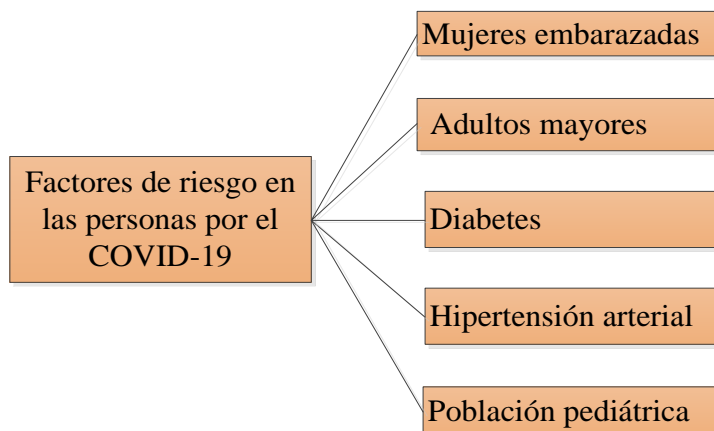 Mujeres embarazadas
Adultos mayores
Factores de riesgo en
las personas por el
COVID-19
Diabetes
Hipertensión arterial
Población pediátrica